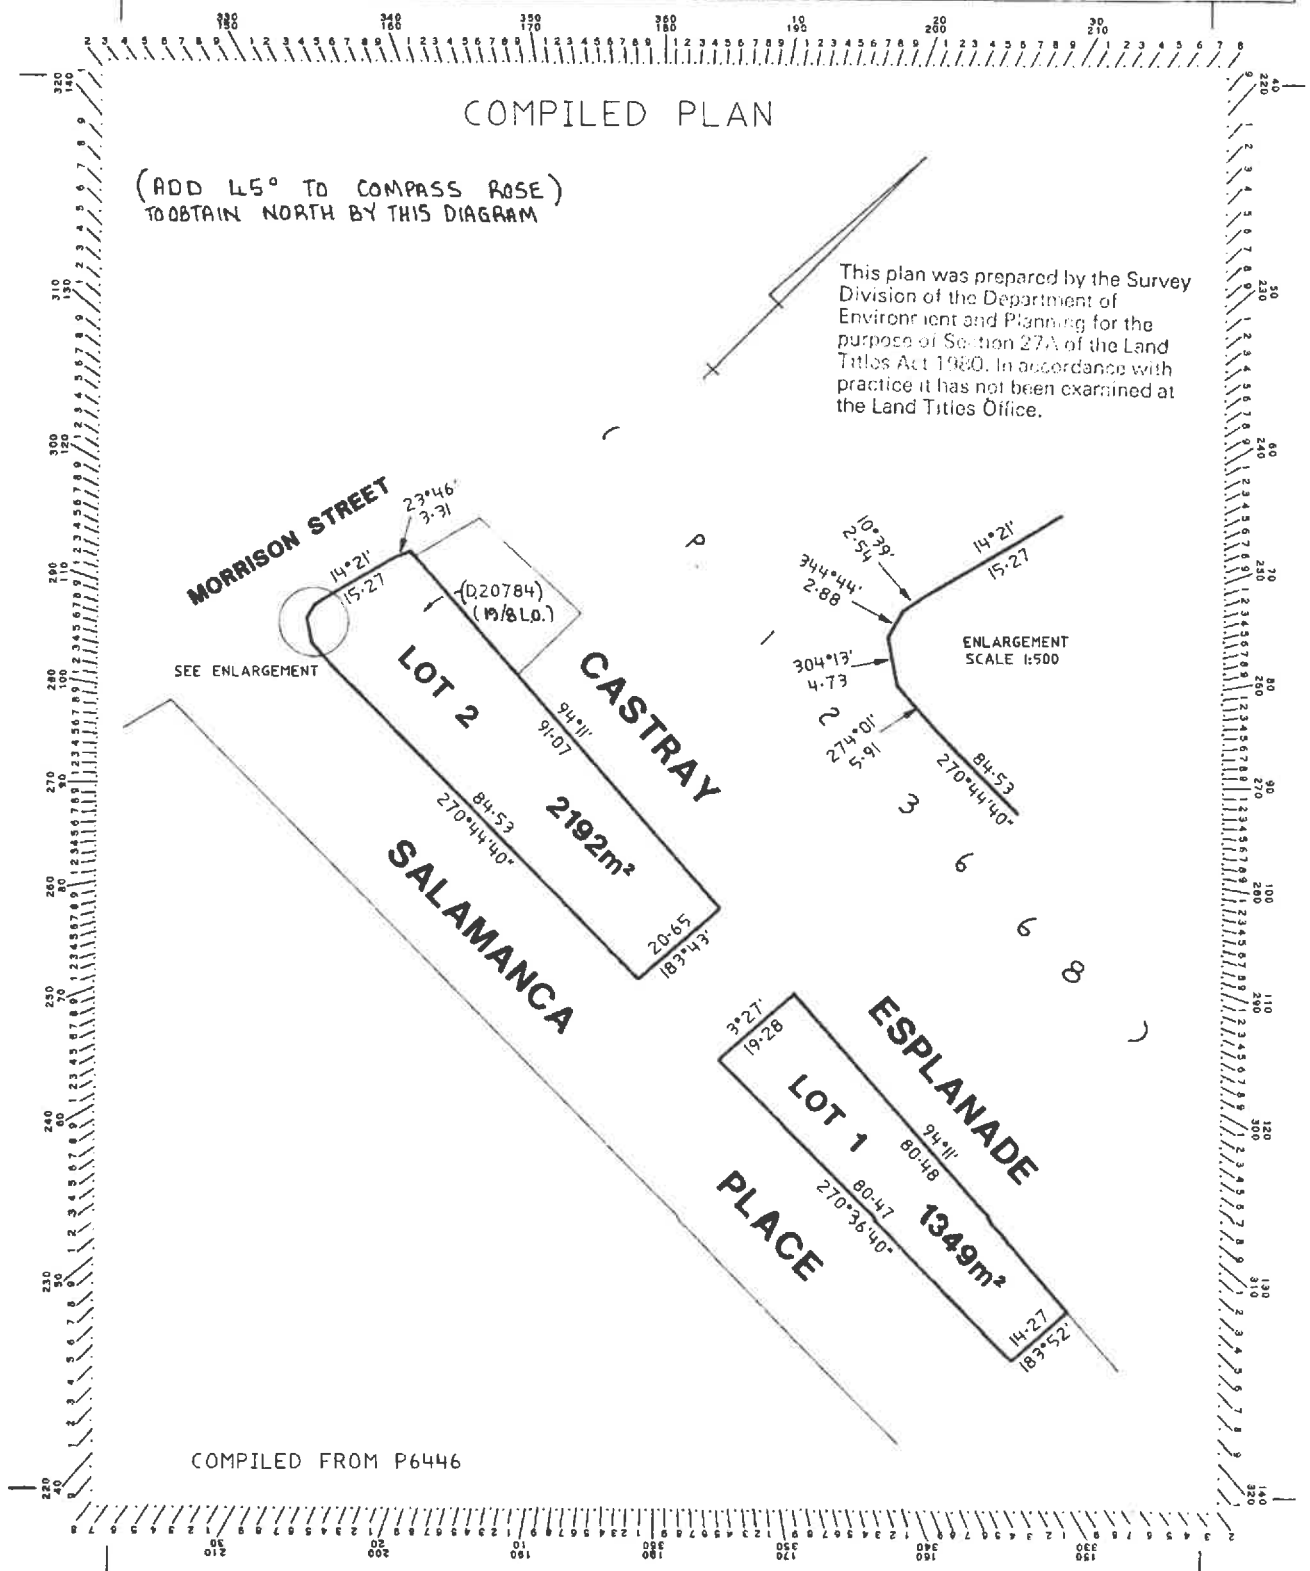 COMPILED PLAN
(ADD 45° TO COMPASS ROSE)
TO OBTAIN NORTH BY THIS DIAGRAM
This plan was prepared by the Survey
Division of the Department of
Environment and Planning for the
purpose of Section 27A of the Land
Titles Act 1980. In accordance with
practice it has not been examined at
the Land Titles Office.
MORRISON STREET
23°46'
3·31
14°21'
15·27
(D.20784)
(19/8 L.O.)
SEE ENLARGEMENT
LOT 2
94°11'
91·07
2192m²
84·53
270°44'40"
20·65
183°43'
CASTRAY
ESPLANADE
SALAMANCA
PLACE
(P123668)
10°39'
2·54
14°21'
15·27
344°44'
2·88
304°13'
4·73
274°01'
5·91
84·53
270°44'40"
ENLARGEMENT
SCALE 1:500
3°27'
19·28
LOT 1
94°11'
80·48
80·47
270°36'40"
1349m²
14·27
183°52'
COMPILED FROM P6446